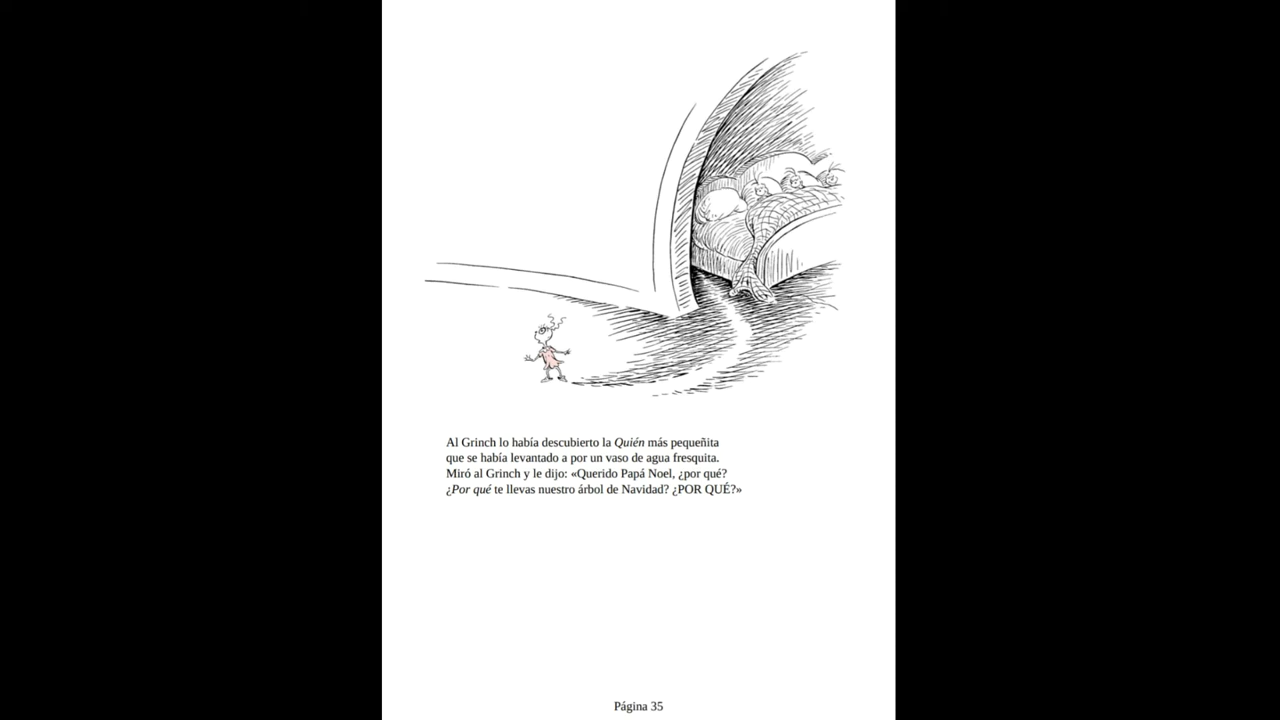 Al Grinch lo había descubierto la Quién más pequeñita
que se había levantado a por un vaso de agua fresquita.
Miró al Grinch y le dijo: «Querido Papá Noel, ¿por qué?
¿Por qué te llevas nuestro árbol de Navidad? ¿POR QUÉ?»
Página 35